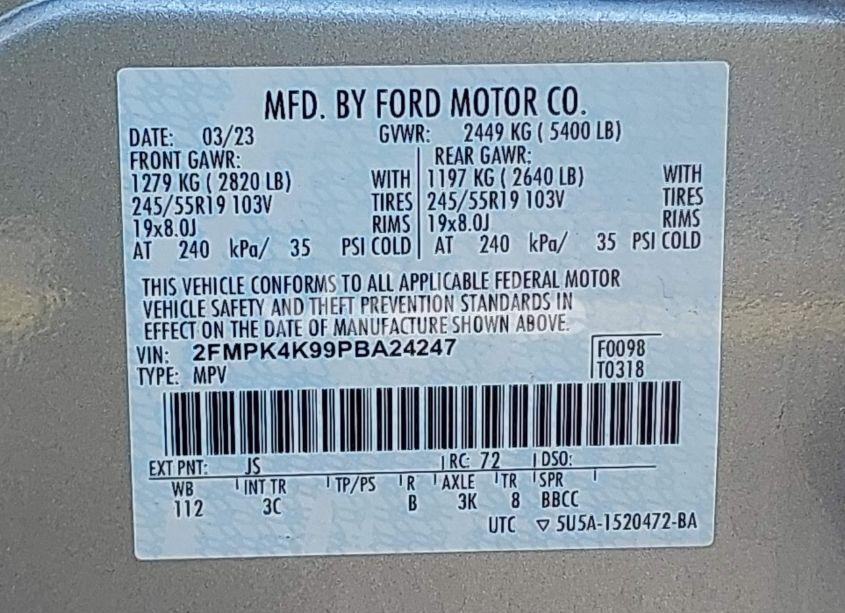 MFD. BY FORD MOTOR CO.
DATE: 03/23 GVWR: 2449 KG ( 5400 LB)
FRONT GAWR: REAR GAWR:
1279 KG ( 2820 LB) WITH 1197 KG ( 2640 LB) WITH
245/55R19 103V TIRES 245/55R19 103V TIRES
19x8.0J RIMS 19x8.0J RIMS
AT 240 kPa/ 35 PSI COLD AT 240 kPa/ 35 PSI COLD
THIS VEHICLE CONFORMS TO ALL APPLICABLE FEDERAL MOTOR
VEHICLE SAFETY AND THEFT PREVENTION STANDARDS IN
EFFECT ON THE DATE OF MANUFACTURE SHOWN ABOVE.
VIN: 2FMPK4K99PBA24247 F0098
TYPE: MPV T0318
EXT PNT: JS RC: 72 DSO:
WB INT TR TP/PS R AXLE TR SPR
112 3C B 3K 8 BBCC
UTC ▽ 5U5A-1520472-BA